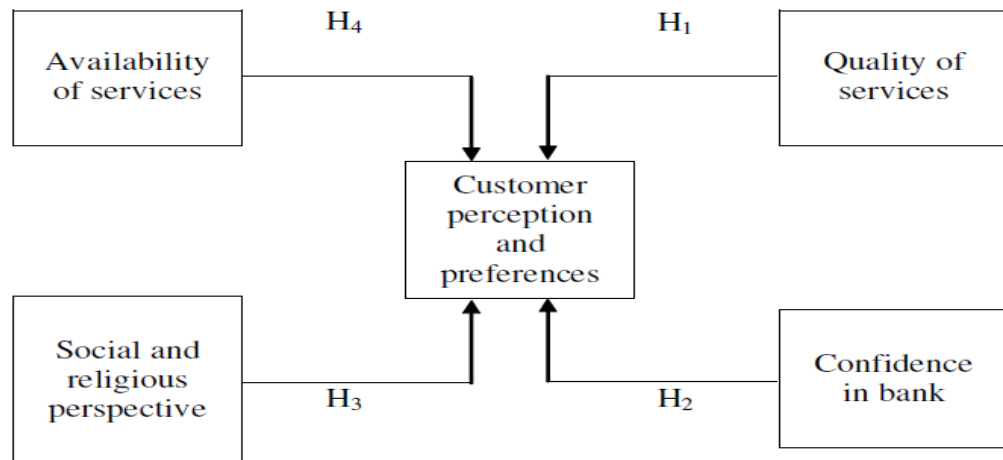 H₄
H₁
Availability
of services
Quality of
services
Customer
perception
and
preferences
Social and
religious
perspective
Confidence
in bank
H₃
H₂